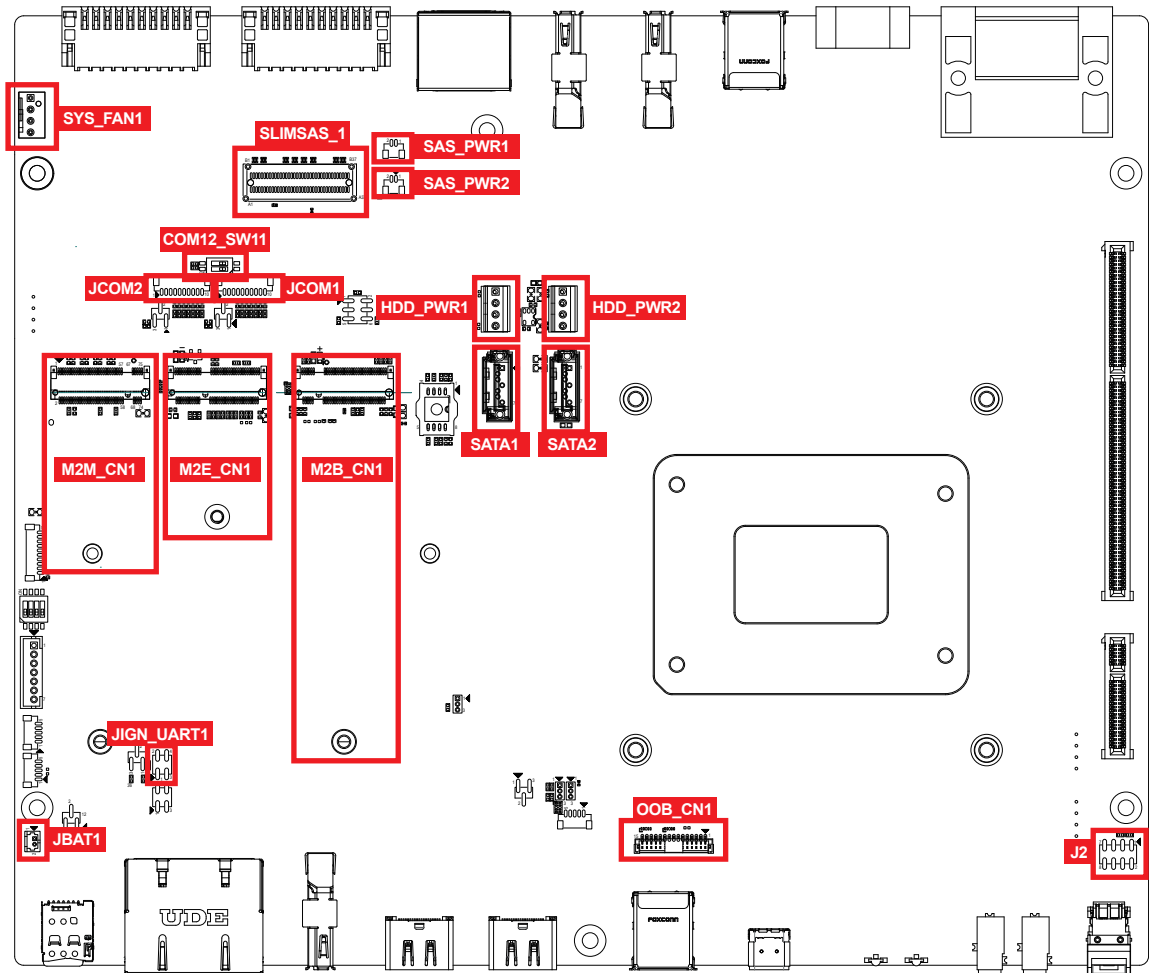 FOXCONN
SYS_FAN1
SLIMSAS_1
SAS_PWR1
SAS_PWR2
COM12_SW11
JCOM2
JCOM1
HDD_PWR1
HDD_PWR2
SATA1
SATA2
M2M_CN1
M2E_CN1
M2B_CN1
JIGN_UART1
OOB_CN1
JBAT1
J2
UDE
FOXCONN